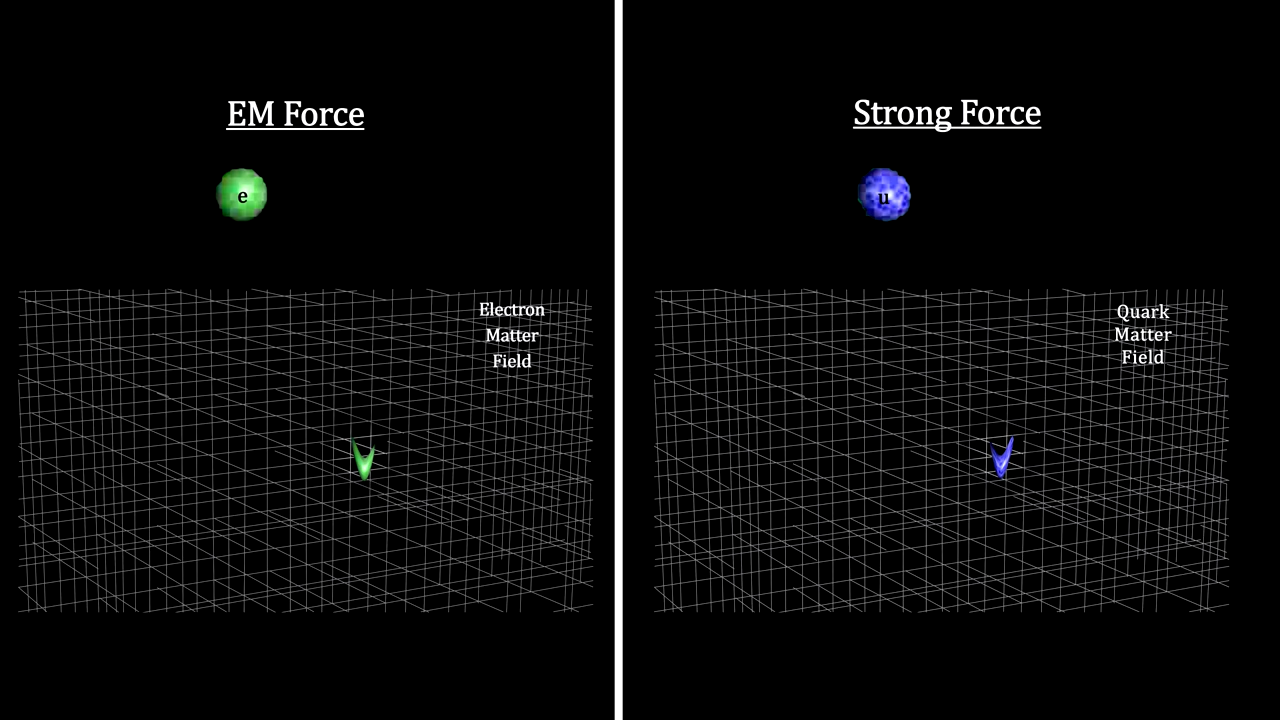 EM Force
e
Electron
Matter
Field
Strong Force
u
Quark
Matter
Field